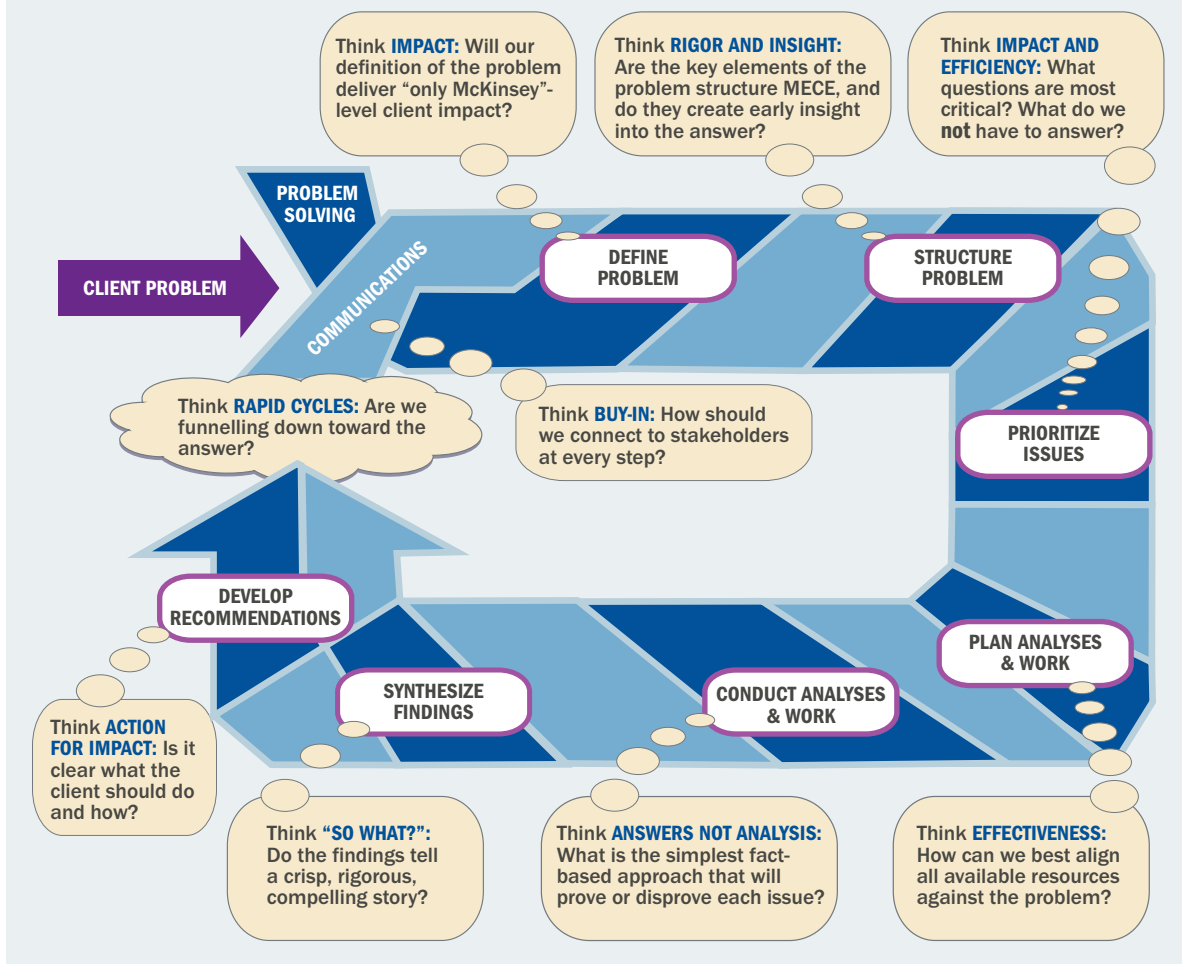 Think IMPACT: Will our
definition of the problem
deliver “only McKinsey”-
level client impact?
Think RIGOR AND INSIGHT:
Are the key elements of the
problem structure MECE, and
do they create early insight
into the answer?
Think IMPACT AND
EFFICIENCY: What
questions are most
critical? What do we
not have to answer?
PROBLEM
SOLVING
COMMUNICATIONS
CLIENT PROBLEM
DEFINE
PROBLEM
STRUCTURE
PROBLEM
Think RAPID CYCLES: Are we
funnelling down toward the
answer?
Think BUY-IN: How should
we connect to stakeholders
at every step?
PRIORITIZE
ISSUES
DEVELOP
RECOMMENDATIONS
SYNTHESIZE
FINDINGS
CONDUCT ANALYSES
& WORK
PLAN ANALYSES
& WORK
Think ACTION
FOR IMPACT: Is it
clear what the
client should do
and how?
Think “SO WHAT?”:
Do the findings tell
a crisp, rigorous,
compelling story?
Think ANSWERS NOT ANALYSIS:
What is the simplest fact-
based approach that will
prove or disprove each issue?
Think EFFECTIVENESS:
How can we best align
all available resources
against the problem?